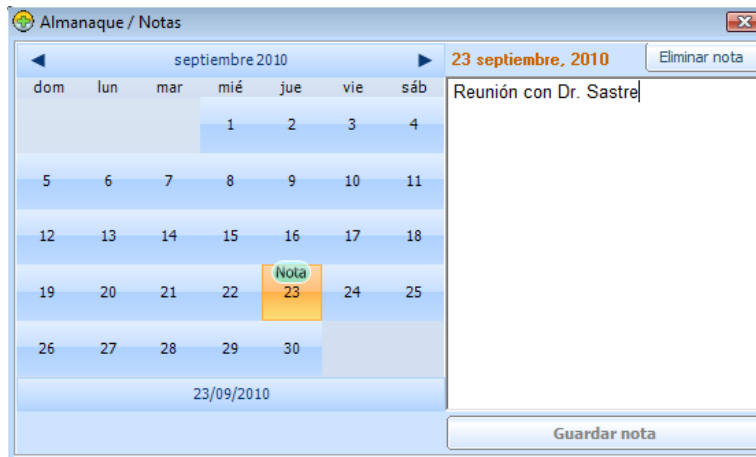 Almanaque / Notas
septiembre 2010
dom lun mar mié jue vie sáb
1 2 3 4
5 6 7 8 9 10 11
12 13 14 15 16 17 18
Nota
19 20 21 22 23 24 25
26 27 28 29 30
23/09/2010
23 septiembre, 2010
Eliminar nota
Reunión con Dr. Sastre
Guardar nota